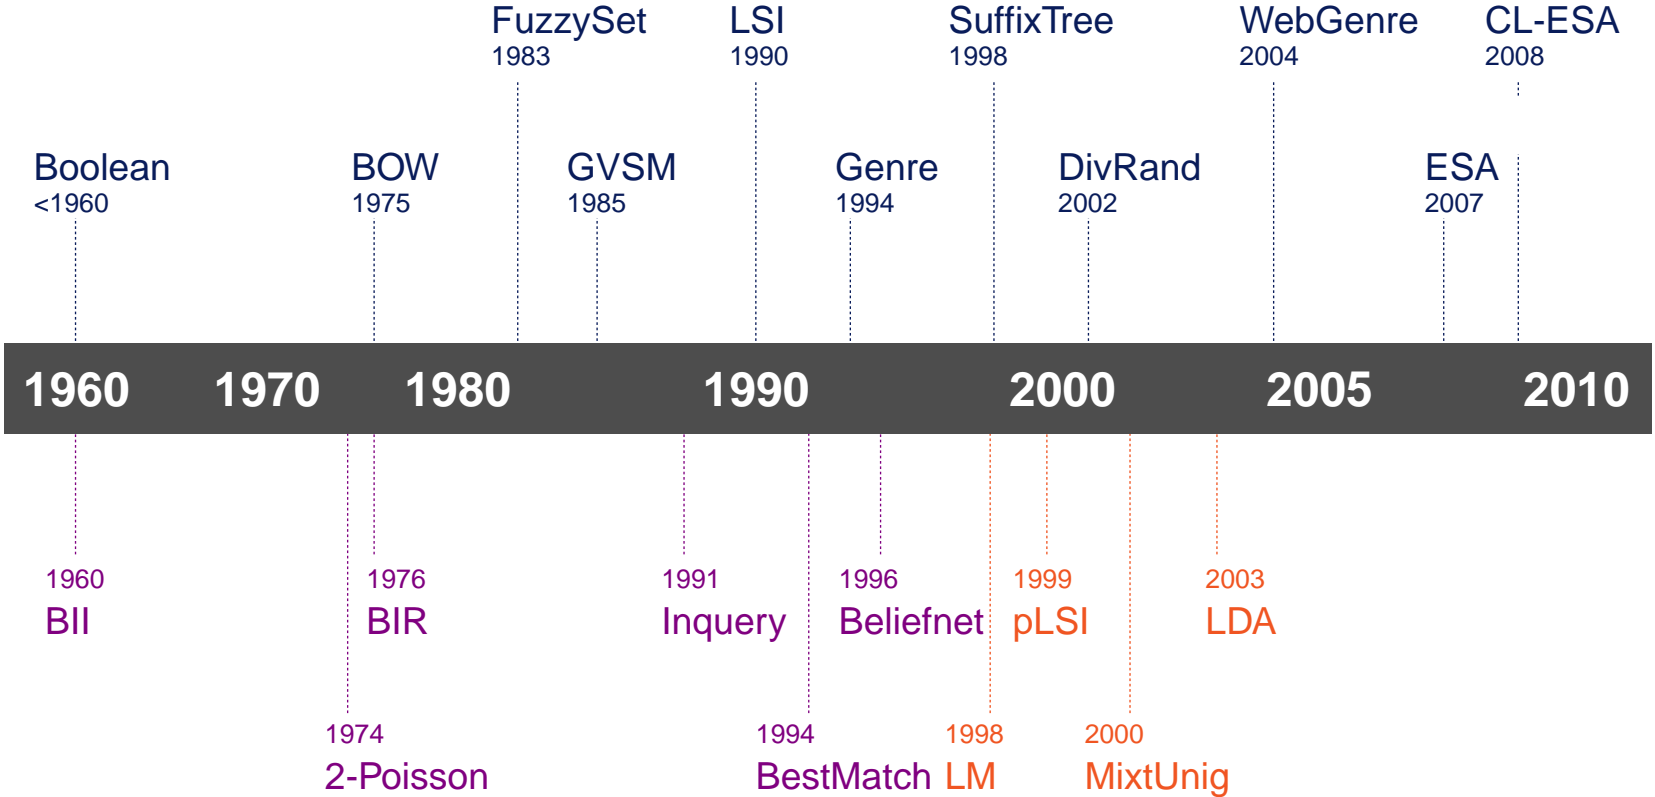 FuzzySet LSI SuffixTree WebGenre CL-ESA
1983 1990 1998 2004 2008
Boolean BOW GVSM Genre DivRand ESA
<1960 1975 1985 1994 2002 2007
1960 1970 1980 1990 2000 2005 2010
1960 1976 1991 1996 1999 2003
BII BIR Inquery Beliefnet pLSI LDA
1974 1994 1998 2000
2-Poisson BestMatch LM MixtUnig